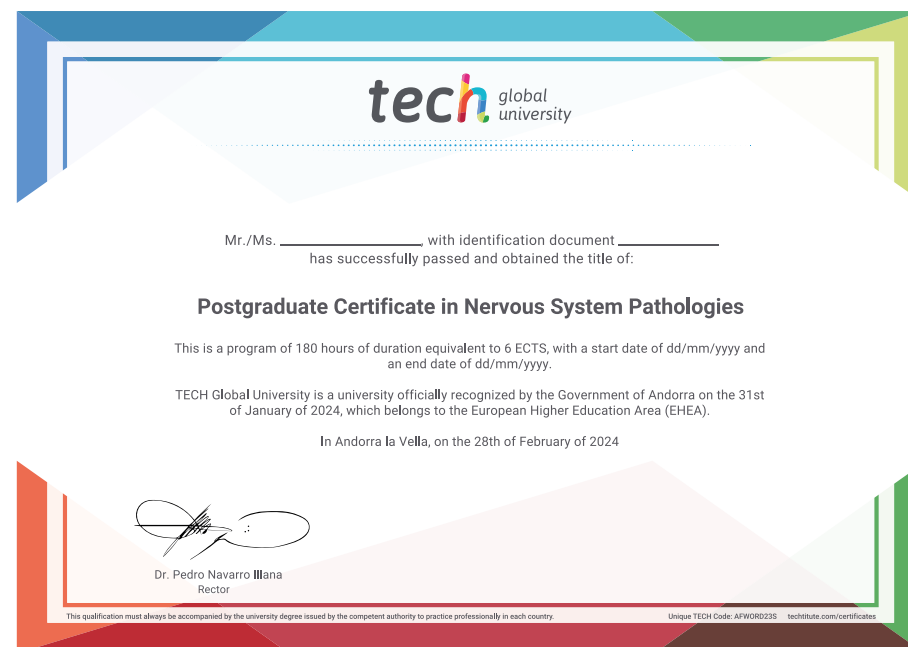 tech global university
Mr./Ms. ____________________, with identification document ______________
has successfully passed and obtained the title of:
Postgraduate Certificate in Nervous System Pathologies
This is a program of 180 hours of duration equivalent to 6 ECTS, with a start date of dd/mm/yyyy and
an end date of dd/mm/yyyy.
TECH Global University is a university officially recognized by the Government of Andorra on the 31st
of January of 2024, which belongs to the European Higher Education Area (EHEA).
In Andorra la Vella, on the 28th of February of 2024
Dr. Pedro Navarro Illana
Rector
This qualification must always be accompanied by the university degree issued by the competent authority to practice professionally in each country. Unique TECH Code: AFWORD23S techtitute.com/certificates